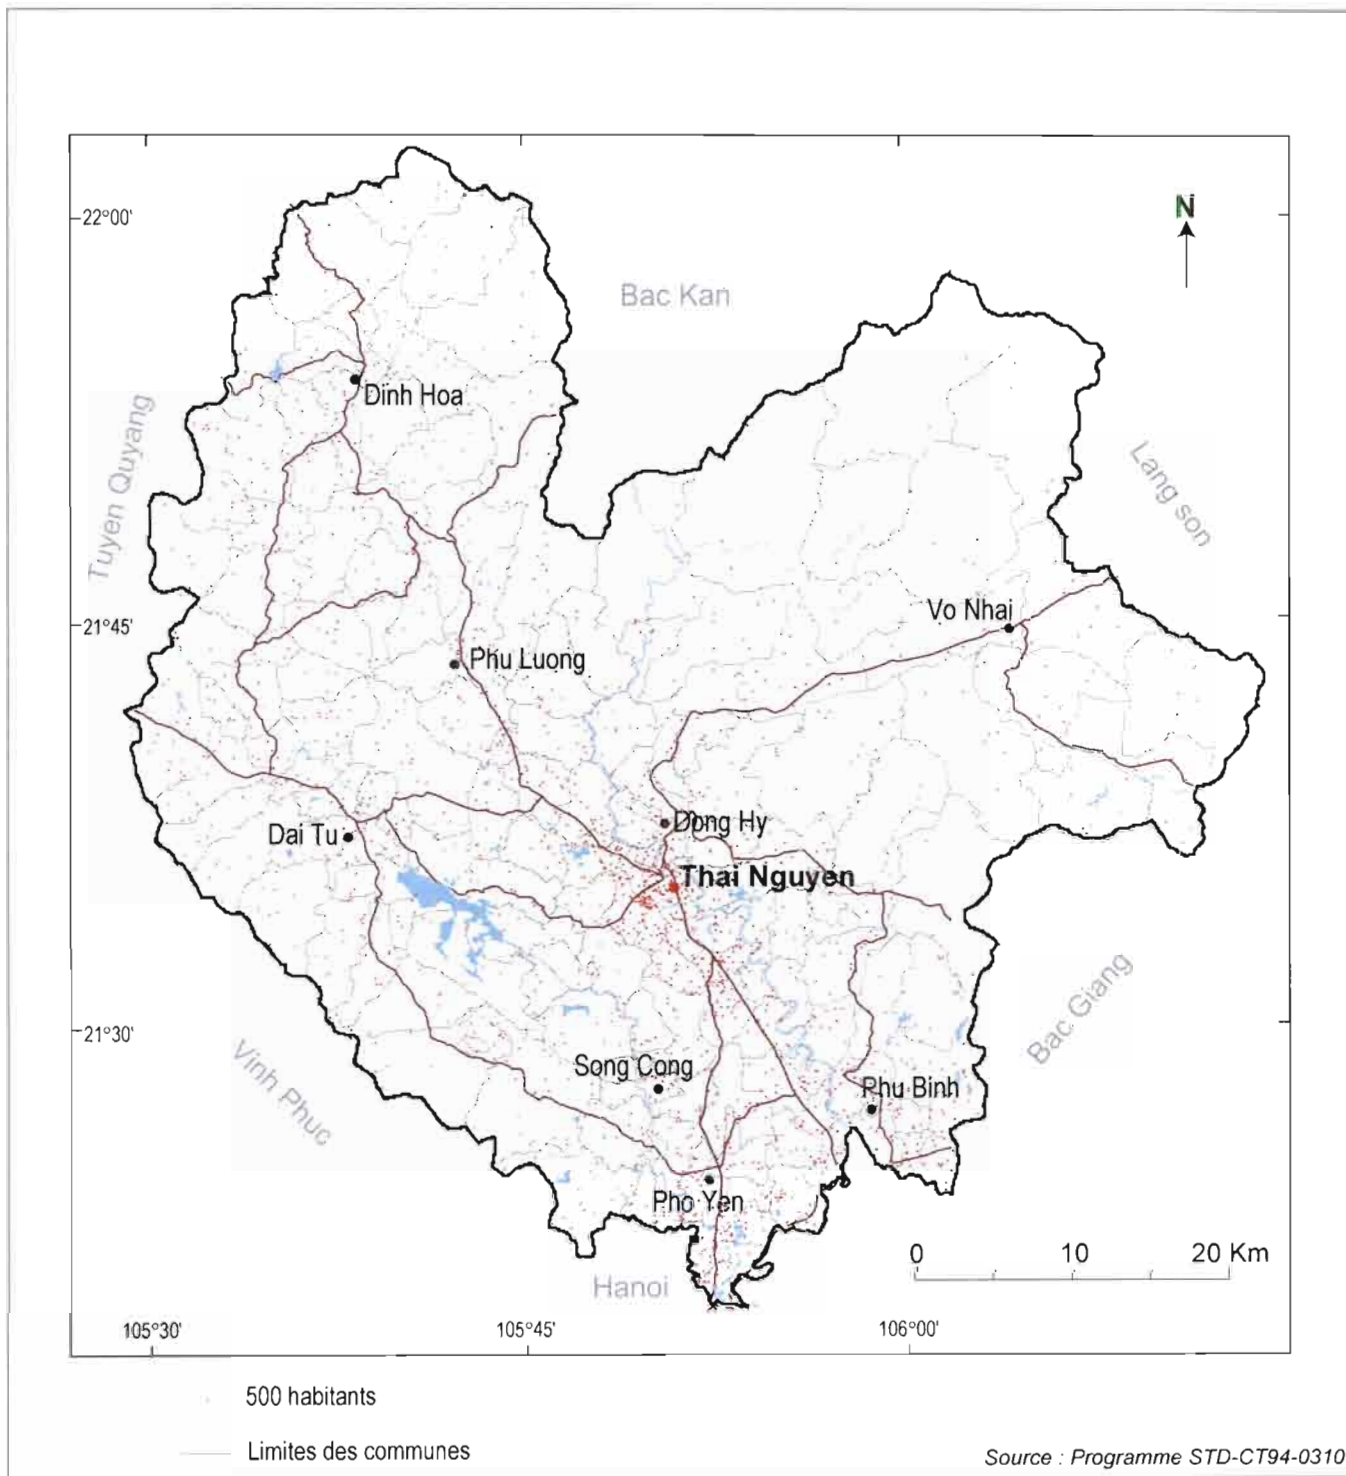 N
22°00'
Bac Kan
Dinh Hoa
Tuyen Quyang
Lang son
Vo Nhai
21°45'
Phu Luong
Dong Hy
Dai Tu
Thai Nguyen
Bac Giang
21°30'
Vinh Phuc
Song Cong
Phu Binh
Pho Yen
0 10 20 Km
Hanoi
105°30' 105°45' 106°00'
500 habitants
Limites des communes
Source : Programme STD-CT94-0310